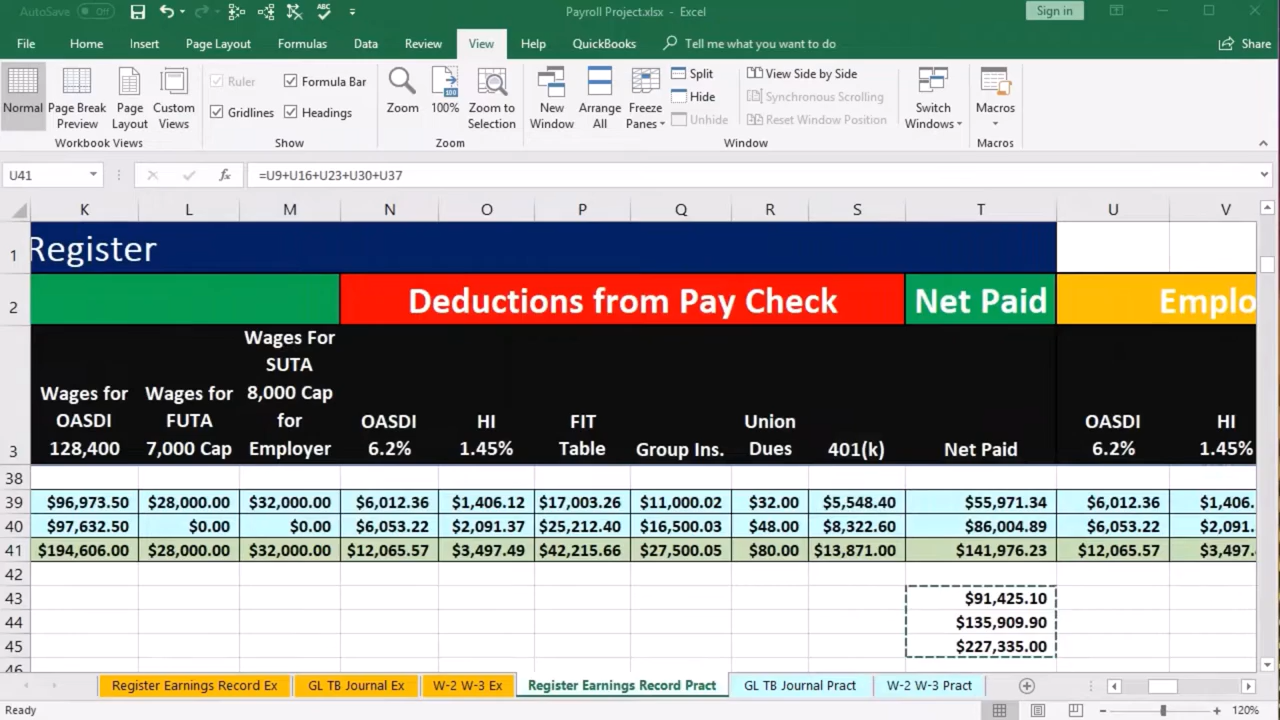 AutoSave Off ABC Payroll Project.xlsx - Excel Sign in
File Home Insert Page Layout Formulas Data Review View Help QuickBooks Tell me what you want to do Share
Normal Page Break Preview Page Layout Custom Views
Workbook Views
Ruler Formula Bar
Gridlines Headings
Show
Zoom 100% Zoom to Selection
Zoom
New Window Arrange All Freeze Panes
Split
Hide
Unhide
View Side by Side
Synchronous Scrolling
Reset Window Position
Window
Switch Windows
Macros
Macros
U41 fx =U9+U16+U23+U30+U37
K L M N O P Q R S T U V
1 Register
2 Deductions from Pay Check Net Paid Emplo
3 Wages for OASDI 128,400 Wages for FUTA 7,000 Cap Wages For SUTA 8,000 Cap for Employer OASDI 6.2% HI 1.45% FIT Table Group Ins. Union Dues 401(k) Net Paid OASDI 6.2% HI 1.45%
38
39 $96,973.50 $28,000.00 $32,000.00 $6,012.36 $1,406.12 $17,003.26 $11,000.02 $32.00 $5,548.40 $55,971.34 $6,012.36 $1,406.
40 $97,632.50 $0.00 $0.00 $6,053.22 $2,091.37 $25,212.40 $16,500.03 $48.00 $8,322.60 $86,004.89 $6,053.22 $2,091.
41 $194,606.00 $28,000.00 $32,000.00 $12,065.57 $3,497.49 $42,215.66 $27,500.05 $80.00 $13,871.00 $141,976.23 $12,065.57 $3,497.
42
43 $91,425.10
44 $135,909.90
45 $227,335.00
46
Register Earnings Record Ex GL TB Journal Ex W-2 W-3 Ex Register Earnings Record Pract GL TB Journal Pract W-2 W-3 Pract
Ready 120%